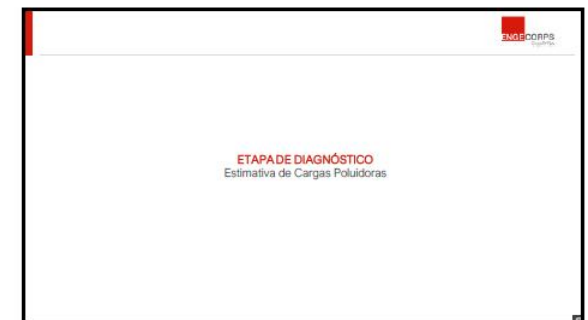 ENGECORPS
ETAPA DE DIAGNÓSTICO
Estimativa de Cargas Poluidoras